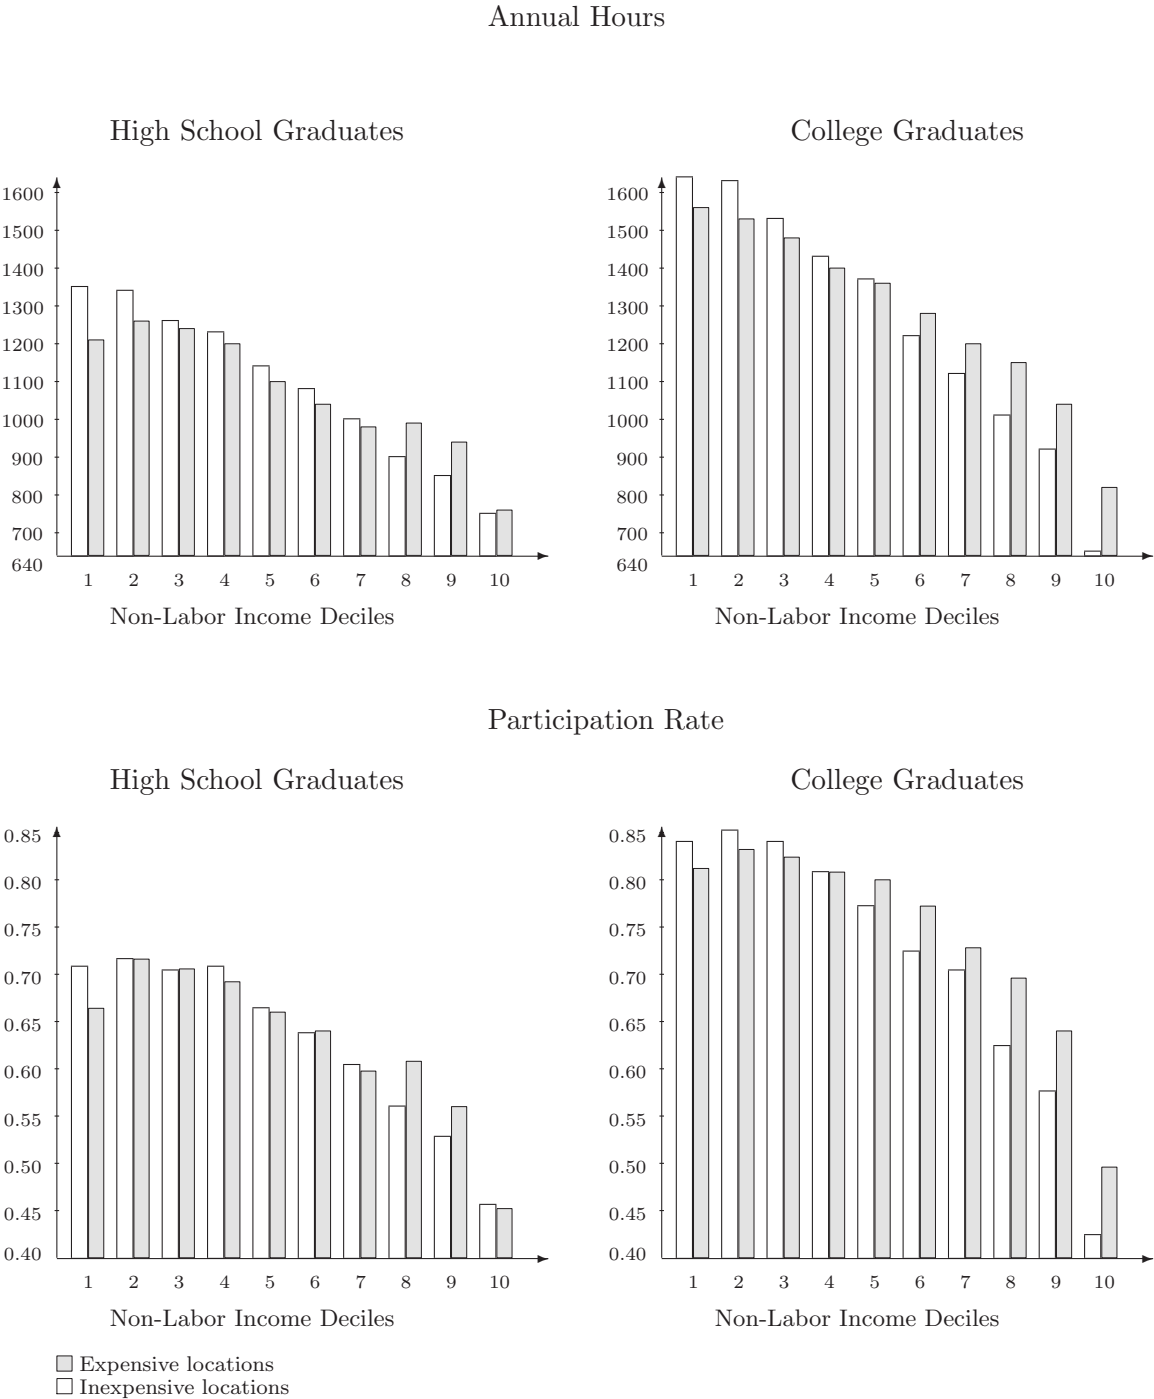 Annual Hours
High School Graduates
College Graduates
1600
1500
1400
1300
1200
1100
1000
900
800
700
640
1 2 3 4 5 6 7 8 9 10
Non-Labor Income Deciles
1600
1500
1400
1300
1200
1100
1000
900
800
700
640
1 2 3 4 5 6 7 8 9 10
Non-Labor Income Deciles
Participation Rate
High School Graduates
College Graduates
0.85
0.80
0.75
0.70
0.65
0.60
0.55
0.50
0.45
0.40
1 2 3 4 5 6 7 8 9 10
Non-Labor Income Deciles
0.85
0.80
0.75
0.70
0.65
0.60
0.55
0.50
0.45
0.40
1 2 3 4 5 6 7 8 9 10
Non-Labor Income Deciles
Expensive locations
Inexpensive locations